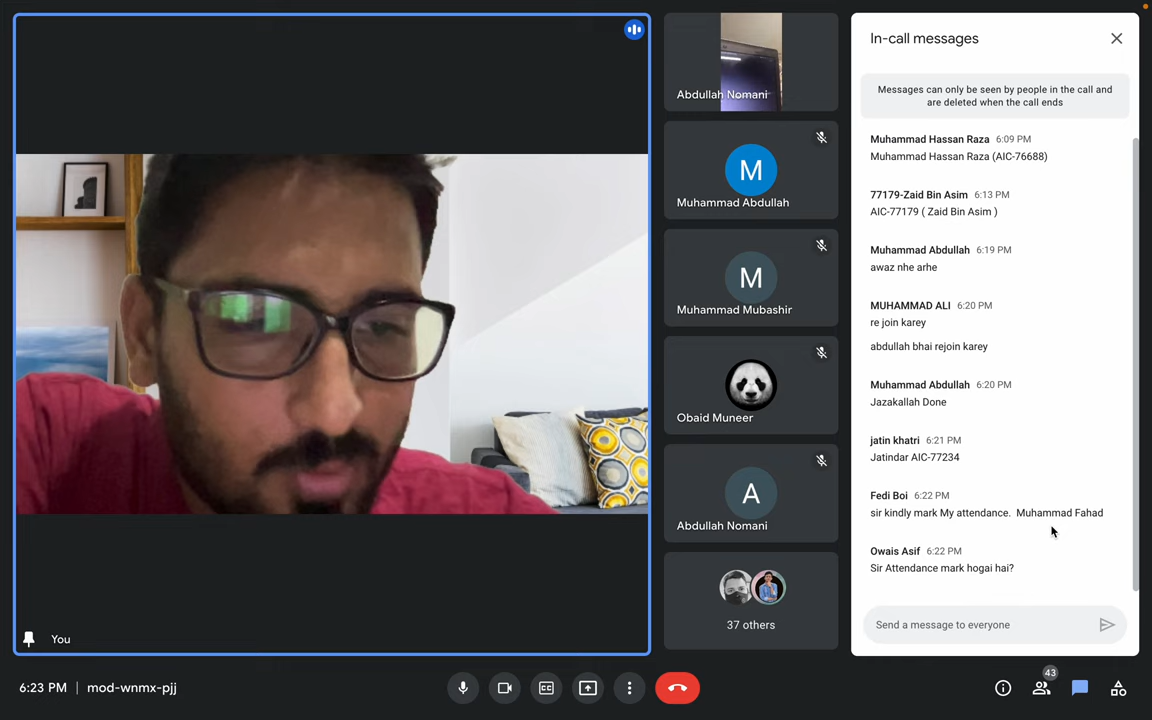 In-call messages
Messages can only be seen by people in the call and
are deleted when the call ends
Muhammad Hassan Raza 6:09 PM
Muhammad Hassan Raza (AIC-76688)
77179-Zaid Bin Asim 6:13 PM
AIC-77179 ( Zaid Bin Asim )
Muhammad Abdullah 6:19 PM
awaz nhe arhe
MUHAMMAD ALI 6:20 PM
re join karey
abdullah bhai rejoin karey
Muhammad Abdullah 6:20 PM
Jazakallah Done
jatin khatri 6:21 PM
Jatindar AIC-77234
Fedi Boi 6:22 PM
sir kindly mark My attendance.  Muhammad Fahad
Owais Asif 6:22 PM
Sir Attendance mark hogai hai?
Send a message to everyone
Abdullah Nomani
M
Muhammad Abdullah
M
Muhammad Mubashir
Obaid Muneer
A
Abdullah Nomani
37 others
You
6:23 PM | mod-wnmx-pjj
CC
43